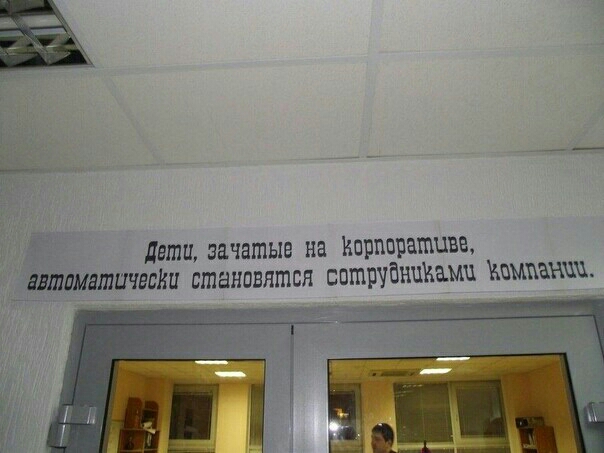 Дети, зачатые на корпоративе,
автоматически становятся сотрудниками компании.